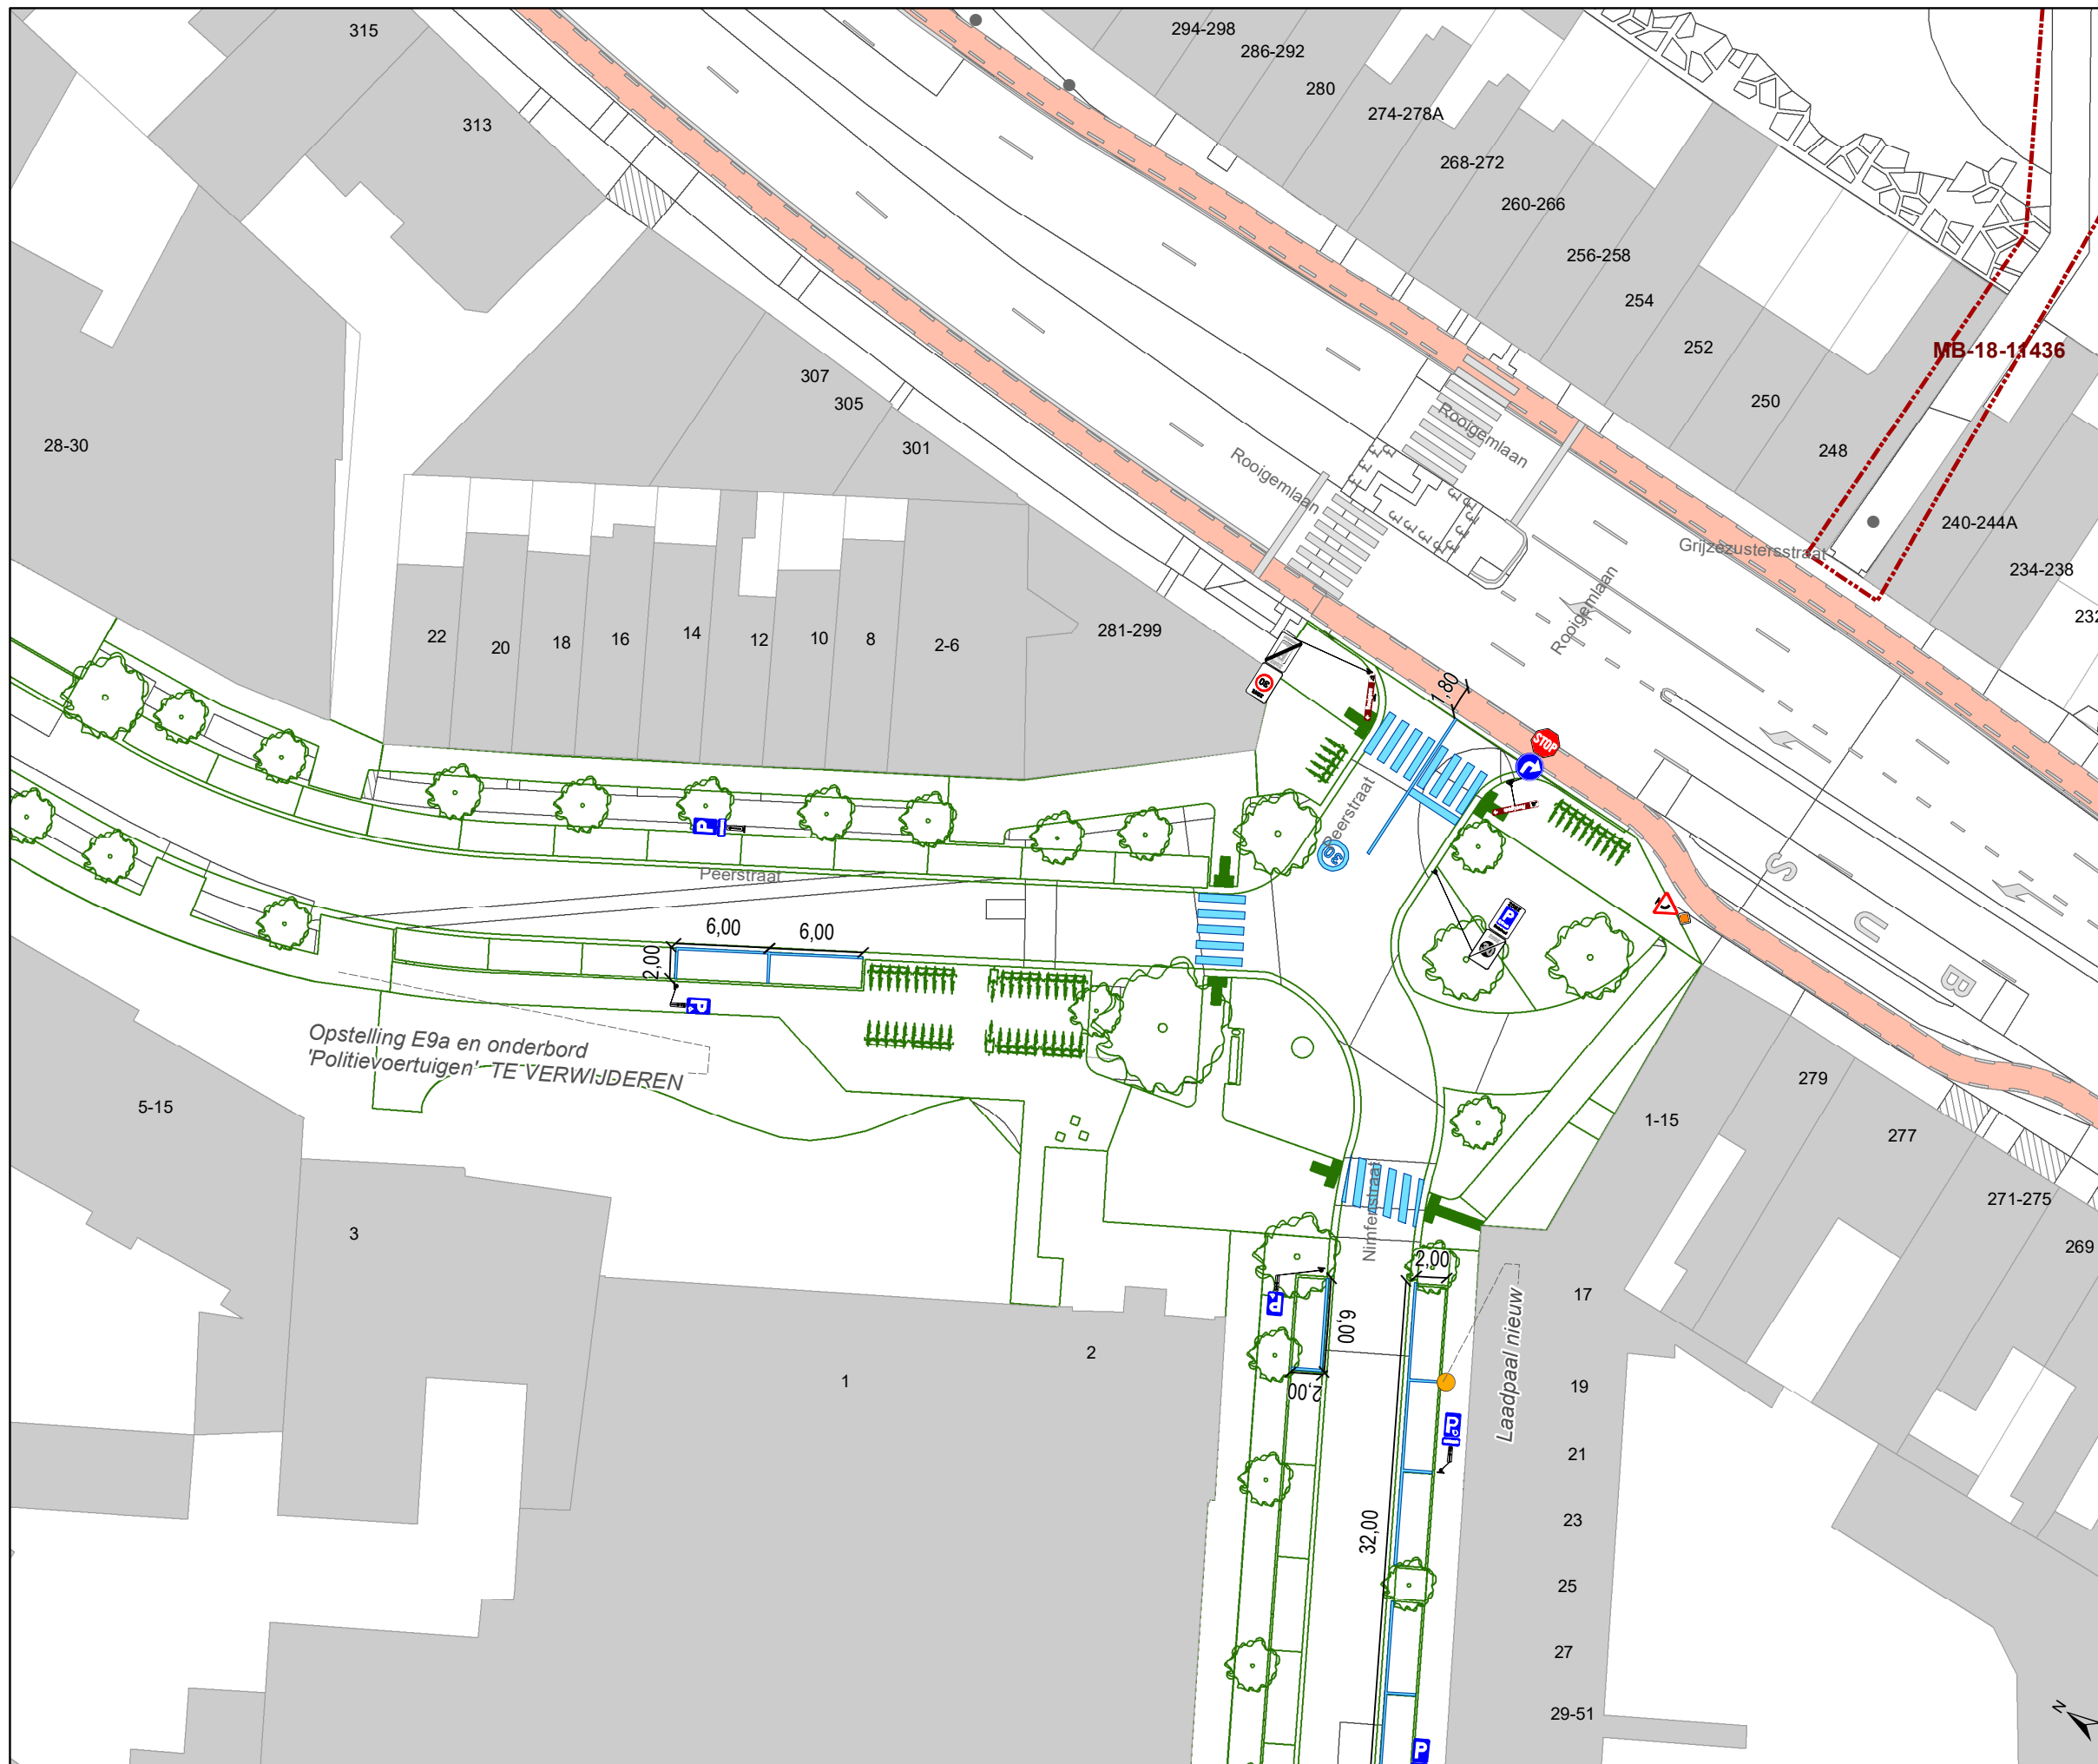 315
294-298
286-292
280
274-278A
313
268-272
260-266
256-258
254
252
MB-18-11436
307
305
250
301
28-30
248
Rooigemlaan
Rooigemlaan
240-244A
Grijzezustersstraat
234-238
Rooigemlaan
232
22
20
18
16
14
12
10
8
2-6
281-299
30
1,80
STOP
P
Peerstraat
30
Peerstraat
BUS
P
6,00
6,00
2,00
P
Opstelling E9a en onderbord
'Politievoertuigen' TE VERWIJDEREN
5-15
279
1-15
277
271-275
269
3
Nimfenstraat
2,00
17
P
6,00
Laadpaal nieuw
2
1
19
2,00
P
21
32,00
23
25
27
29-51
P
N